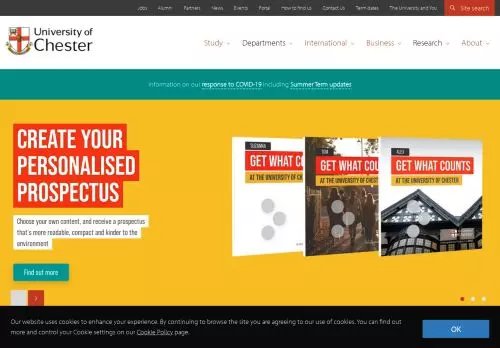 Jobs Alumni Partners News Events Portal How to find us Contact us Term dates The University and You Site search
University of
Chester
Study Departments International Business Research About
Information on our response to COVID-19 including Summer Term updates
CREATE YOUR
PERSONALISED
PROSPECTUS
Choose your own content, and receive a prospectus
that's more readable, compact and kinder to the
environment
Find out more
SUSANNA
GET WHAT COUNTS
AT THE UNIVERSITY OF CHESTER
TOM
GET WHAT COUNTS
AT THE UNIVERSITY OF CHESTER
ALEX
GET WHAT COUNTS
AT THE UNIVERSITY OF CHESTER
Our website uses cookies to enhance your experience. By continuing to browse the site you are agreeing to our use of cookies. You can find out
more and control your Cookie settings on our Cookie Policy page.
OK